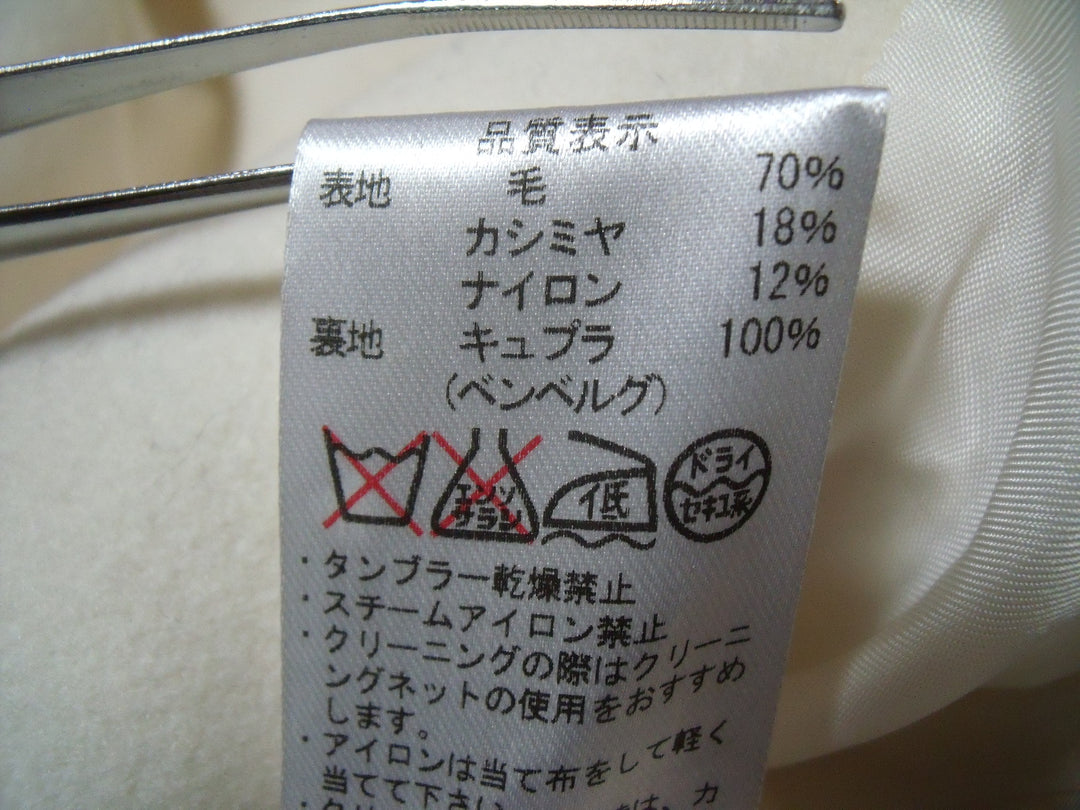 品質表示
表地 毛 70%
カシミヤ 18%
ナイロン 12%
裏地 キュプラ 100%
(ベンベルグ)
エンソ
サラシ
低
ドライ
セキユ系
・タンブラー乾燥禁止
・スチームアイロン禁止
・クリーニングの際はクリーニ
ングネットの使用をおすすめ
します。
・アイロンは当て布をして軽く
当てて下さい。
は、カ